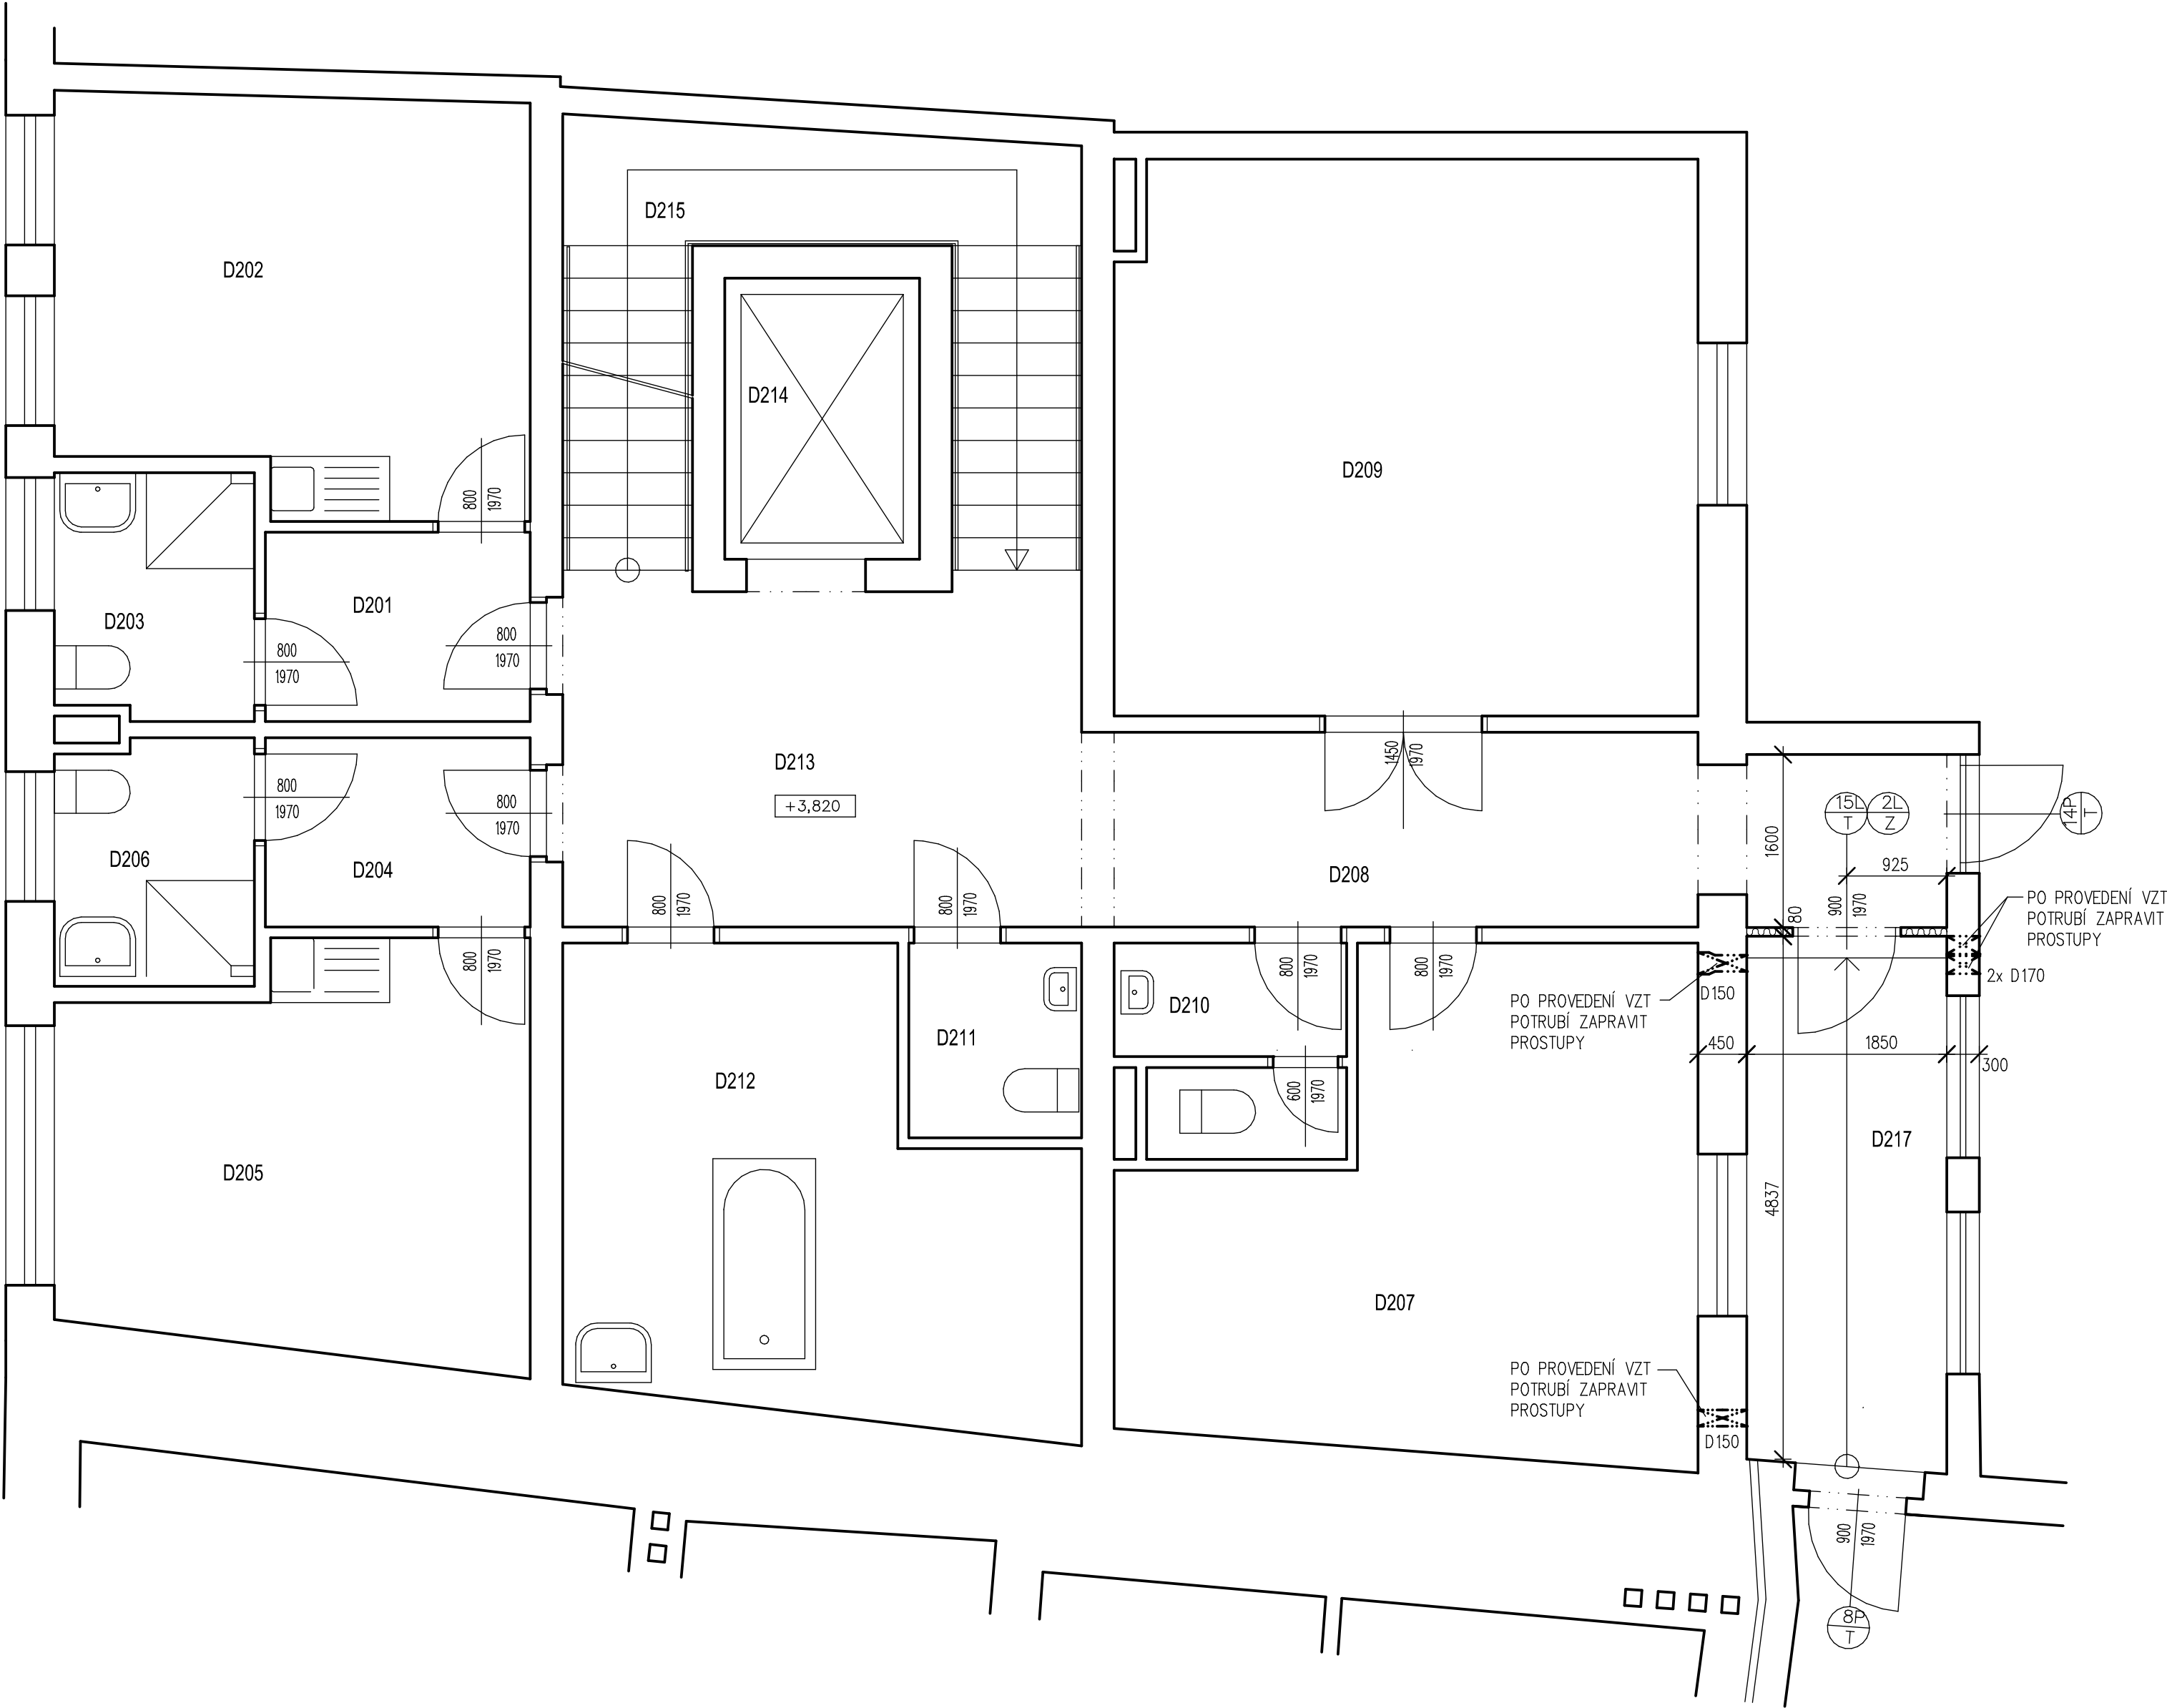 D215
D202
D214
D209
800
1970
D203
D201
800
1970
800
1970
D213
+3,820
1450
1970
800
1970
800
1970
D206
D204
D208
1600
15L
T
2L
Z
14P
T
925
80
900
1970
PO PROVEDENÍ VZT
POTRUBÍ ZAPRAVIT
PROSTUPY
2x D170
800
1970
800
1970
800
1970
800
1970
800
1970
D210
D211
PO PROVEDENÍ VZT
POTRUBÍ ZAPRAVIT
PROSTUPY
D150
450
1850
300
D212
600
1970
D217
D205
4837
D207
PO PROVEDENÍ VZT
POTRUBÍ ZAPRAVIT
PROSTUPY
D150
900
1970
8P
T